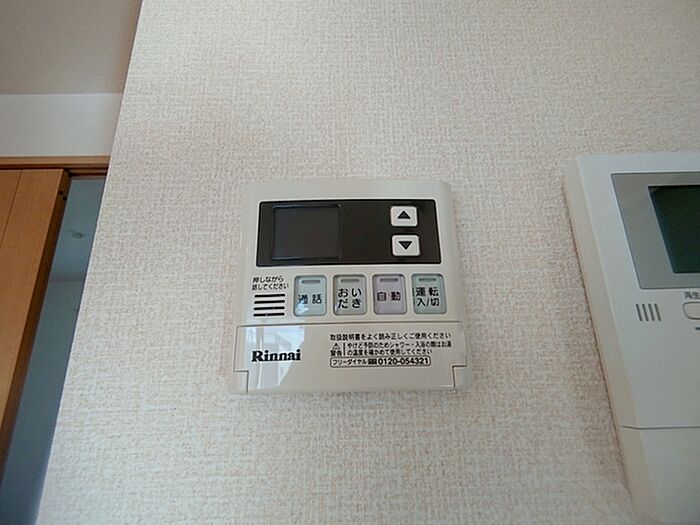 押しながら
話してください
通話
おい
だき
自動
運転
入/切
Rinnai
取扱説明書をよく読み正しくご使用ください
警告
やけど予防のためシャワー・入浴の際はお湯
の温度を確かめて使用してください
フリーダイヤル 0120-054321
再生